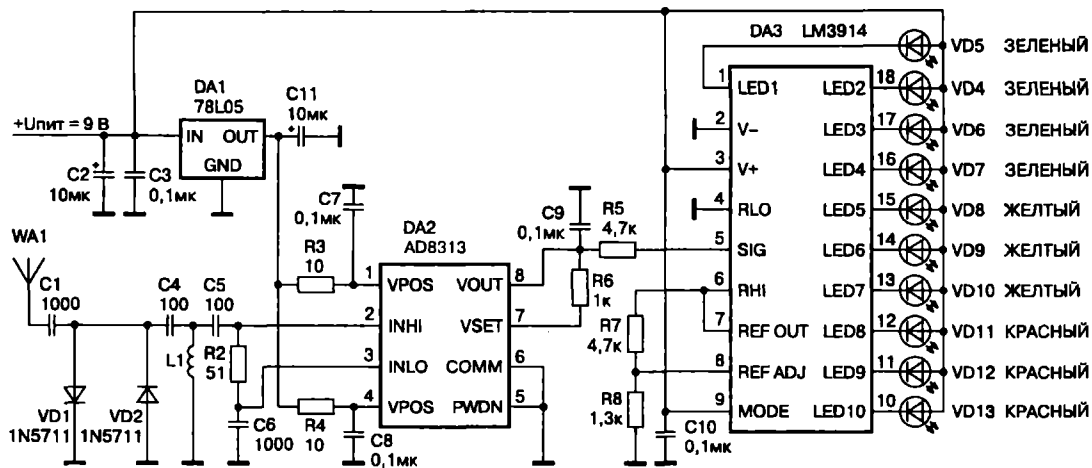 DA3 LM3914
VD5 ЗЕЛЕНЫЙ
DA1
78L05
C11
10мк
1
LED1
LED2
18
VD4 ЗЕЛЕНЫЙ
+Uпит = 9 В
IN OUT
GND
2
V–
LED3
17
VD6 ЗЕЛЕНЫЙ
C2
10мк
C3
0,1мк
3
V+
LED4
16
VD7 ЗЕЛЕНЫЙ
C7
0,1мк
C9
0,1мк
R5
4,7к
4
RLO
LED5
15
VD8 ЖЕЛТЫЙ
WA1
DA2
AD8313
5
SIG
LED6
14
VD9 ЖЕЛТЫЙ
R3
10
1
VPOS
VOUT
8
R6
1к
6
RHI
LED7
13
VD10 ЖЕЛТЫЙ
C1
1000
C4
100
C5
100
2
INHI
VSET
7
R7
4,7к
7
REF OUT
LED8
12
VD11 КРАСНЫЙ
L1
R2
51
3
INLO
COMM
6
8
REF ADJ
LED9
11
VD12 КРАСНЫЙ
VD1
1N5711
VD2
1N5711
C6
1000
R4
10
4
VPOS
PWDN
5
R8
1,3к
9
MODE
LED10
10
VD13 КРАСНЫЙ
C8
0,1мк
C10
0,1мк